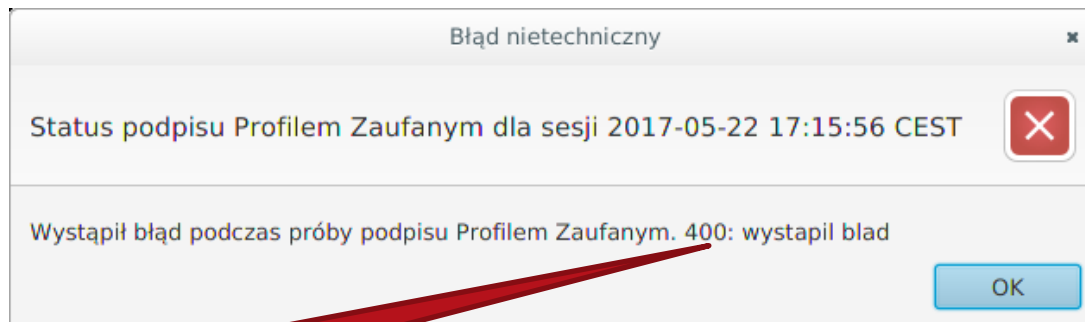 Błąd nietechniczny
Status podpisu Profilem Zaufanym dla sesji 2017-05-22 17:15:56 CEST
Wystąpił błąd podczas próby podpisu Profilem Zaufanym. 400: wystapil blad
OK